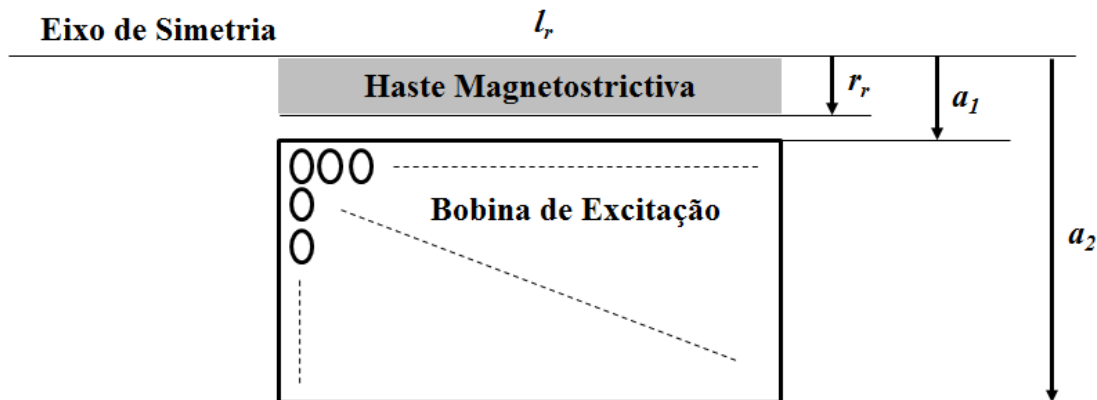 Eixo de Simetria
l_r
Haste Magnetostrictiva
r_r
a_1
Bobina de Excitação
a_2